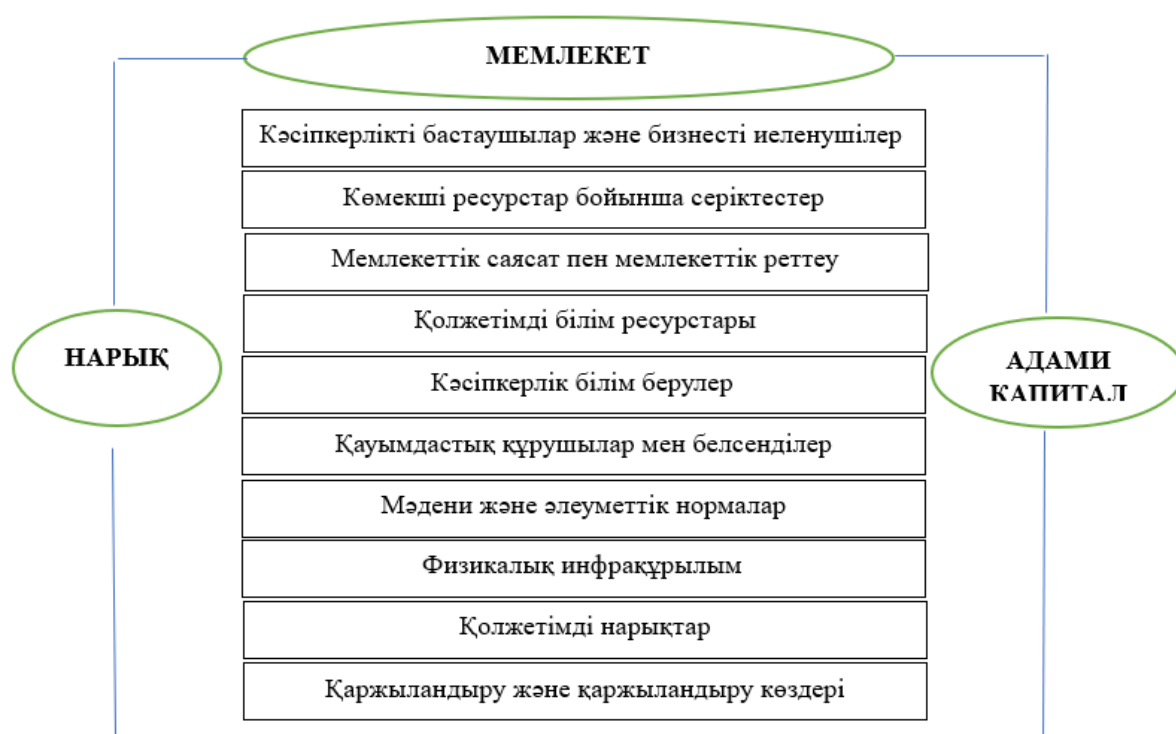 МЕМЛЕКЕТ
Кәсіпкерлікті бастаушылар және бизнесті иеленушілер
Көмекші ресурстар бойынша серіктестер
Мемлекеттік саясат пен мемлекеттік реттеу
Қолжетімді білім ресурстары
НАРЫҚ
АДАМИ
КАПИТАЛ
Кәсіпкерлік білім берулер
Қауымдастық құрушылар мен белсенділер
Мәдени және әлеуметтік нормалар
Физикалық инфрақұрылым
Қолжетімді нарықтар
Қаржыландыру және қаржыландыру көздері